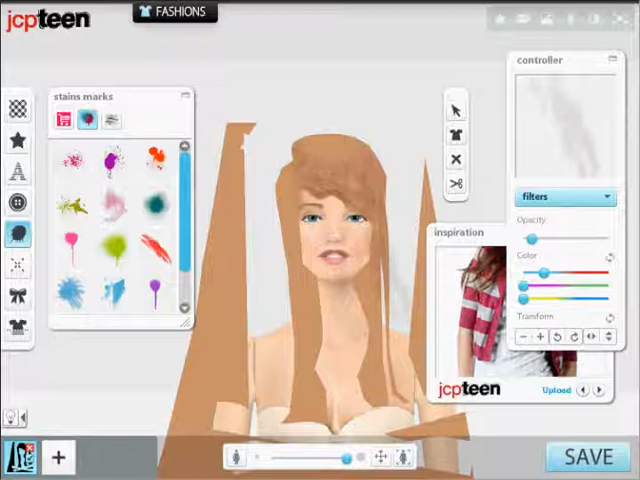 jcpteen
FASHIONS
controller
stains marks
filters
Opacity
inspiration
Color
Transform
jcpteen
Upload
SAVE